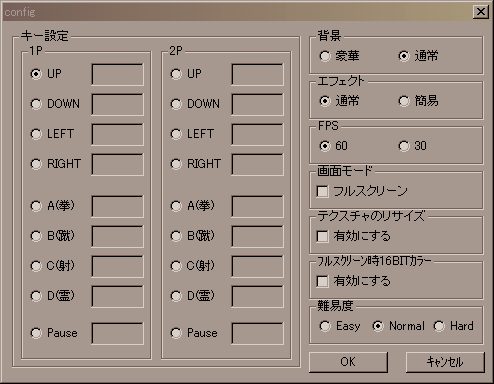 config
キー設定
1P
UP
DOWN
LEFT
RIGHT
A(拳)
B(蹴)
C(射)
D(霊)
Pause
2P
UP
DOWN
LEFT
RIGHT
A(拳)
B(蹴)
C(射)
D(霊)
Pause
背景
愛華 通常
エフェクト
通常 簡易
FPS
60 30
画面モード
フルスクリーン
テクスチャのリサイズ
有効にする
フルスクリーン時16BITカラー
有効にする
難易度
Easy Normal Hard
OK キャンセル